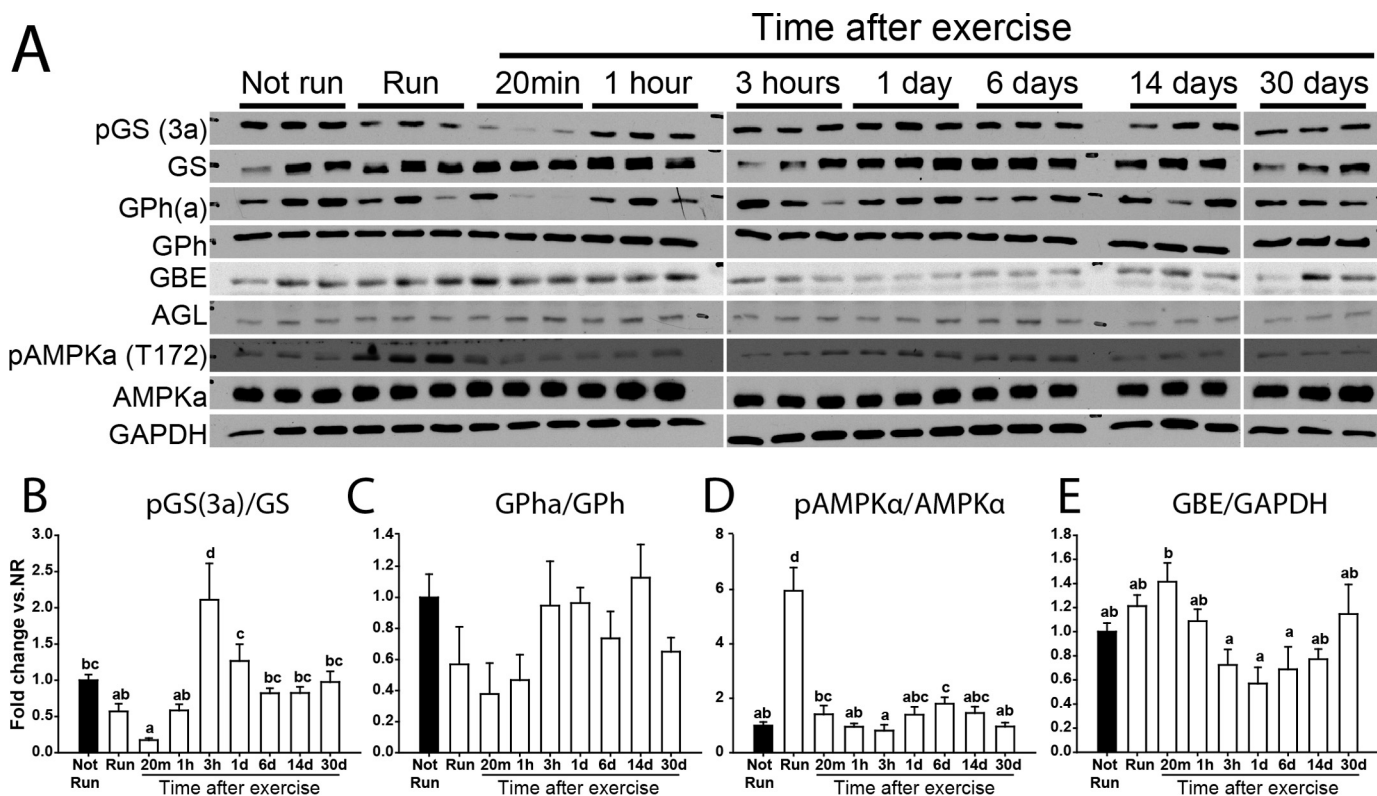 A
Time after exercise
Not run Run 20min 1 hour 3 hours 1 day 6 days 14 days 30 days
pGS (3a)
GS
GPh(a)
GPh
GBE
AGL
pAMPKa (T172)
AMPKa
GAPDH
B pGS(3a)/GS
Fold change vs.NR
3.0
2.5
2.0
1.5
1.0
0.5
0.0
bc ab a ab d c bc bc bc
Not Run Run 20m 1h 3h 1d 6d 14d 30d
Time after exercise
C GPha/GPh
1.4
1.2
1.0
0.8
0.6
0.4
0.2
0.0
Not Run Run 20m 1h 3h 1d 6d 14d 30d
Time after exercise
D pAMPKα/AMPKα
8
6
4
2
0
ab d bc ab a abc c abc ab
Not Run Run 20m 1h 3h 1d 6d 14d 30d
Time after exercise
E GBE/GAPDH
1.8
1.6
1.4
1.2
1.0
0.8
0.6
0.4
0.2
0.0
ab ab b ab a a a ab ab
Not Run Run 20m 1h 3h 1d 6d 14d 30d
Time after exercise